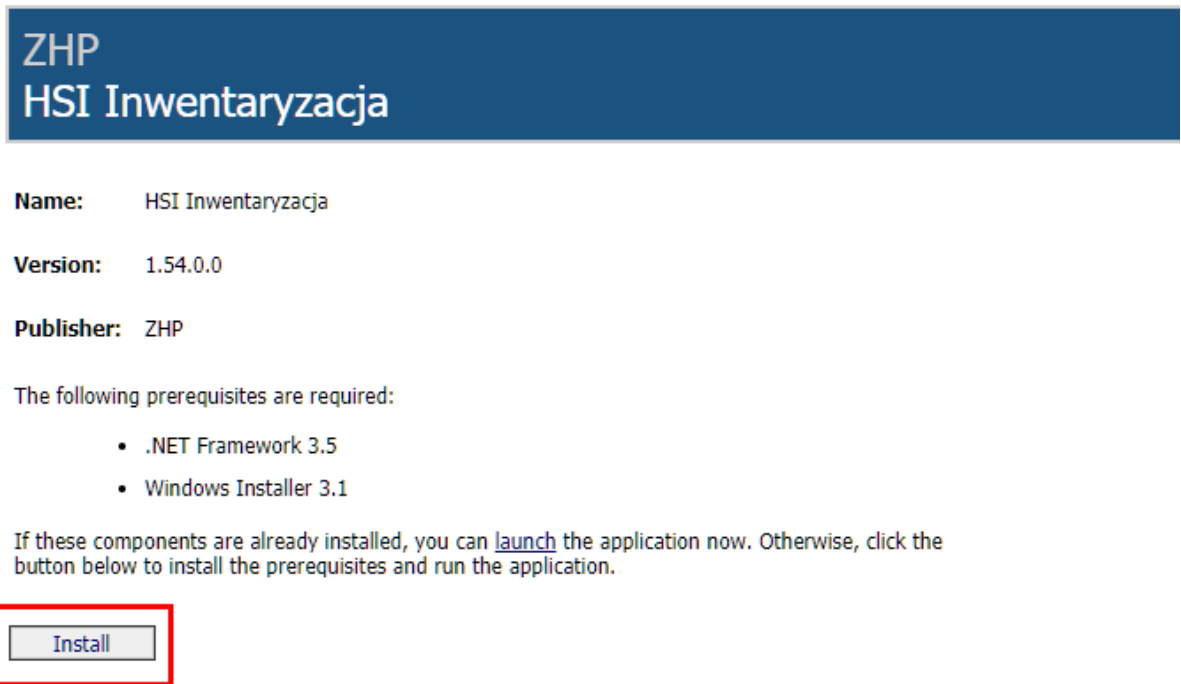 ZHP
HSI Inwentaryzacja
Name: HSI Inwentaryzacja
Version: 1.54.0.0
Publisher: ZHP
The following prerequisites are required:
• .NET Framework 3.5
• Windows Installer 3.1
If these components are already installed, you can launch the application now. Otherwise, click the
button below to install the prerequisites and run the application.
Install